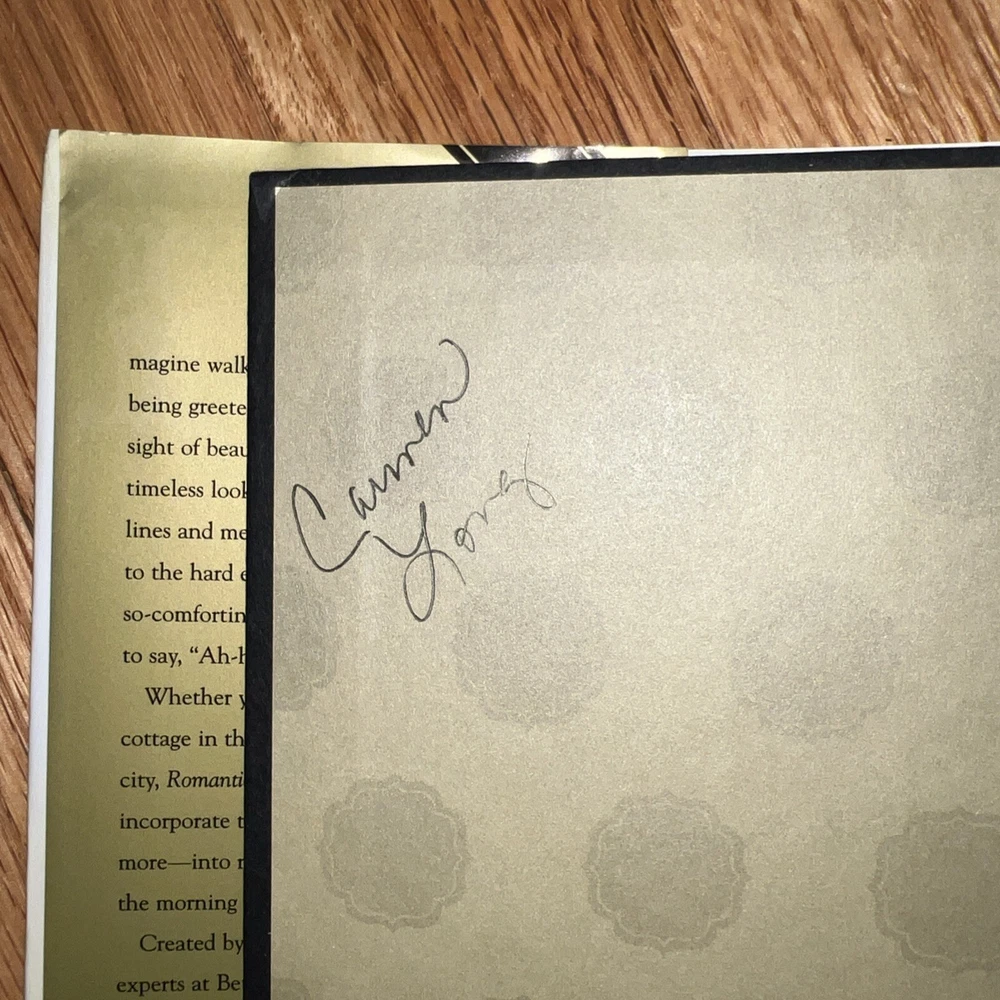 magine walk
being greete
sight of beau
timeless look
lines and me
to the hard e
so-comfortin
to say, “Ah-h
Whether y
cottage in th
city, Romanti
incorporate t
more—into r
the morning
Created by
experts at Be
Carmen